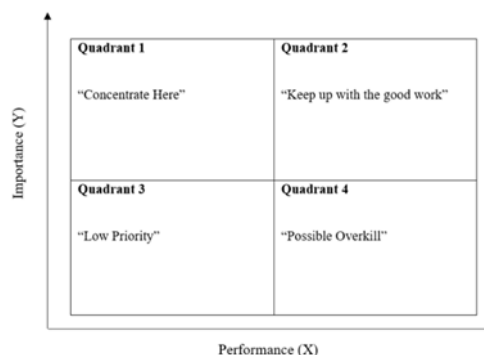 Quadrant 1
“Concentrate Here”
Quadrant 2
“Keep up with the good work”
Quadrant 3
“Low Priority”
Quadrant 4
“Possible Overkill”
Importance (Y)
Performance (X)